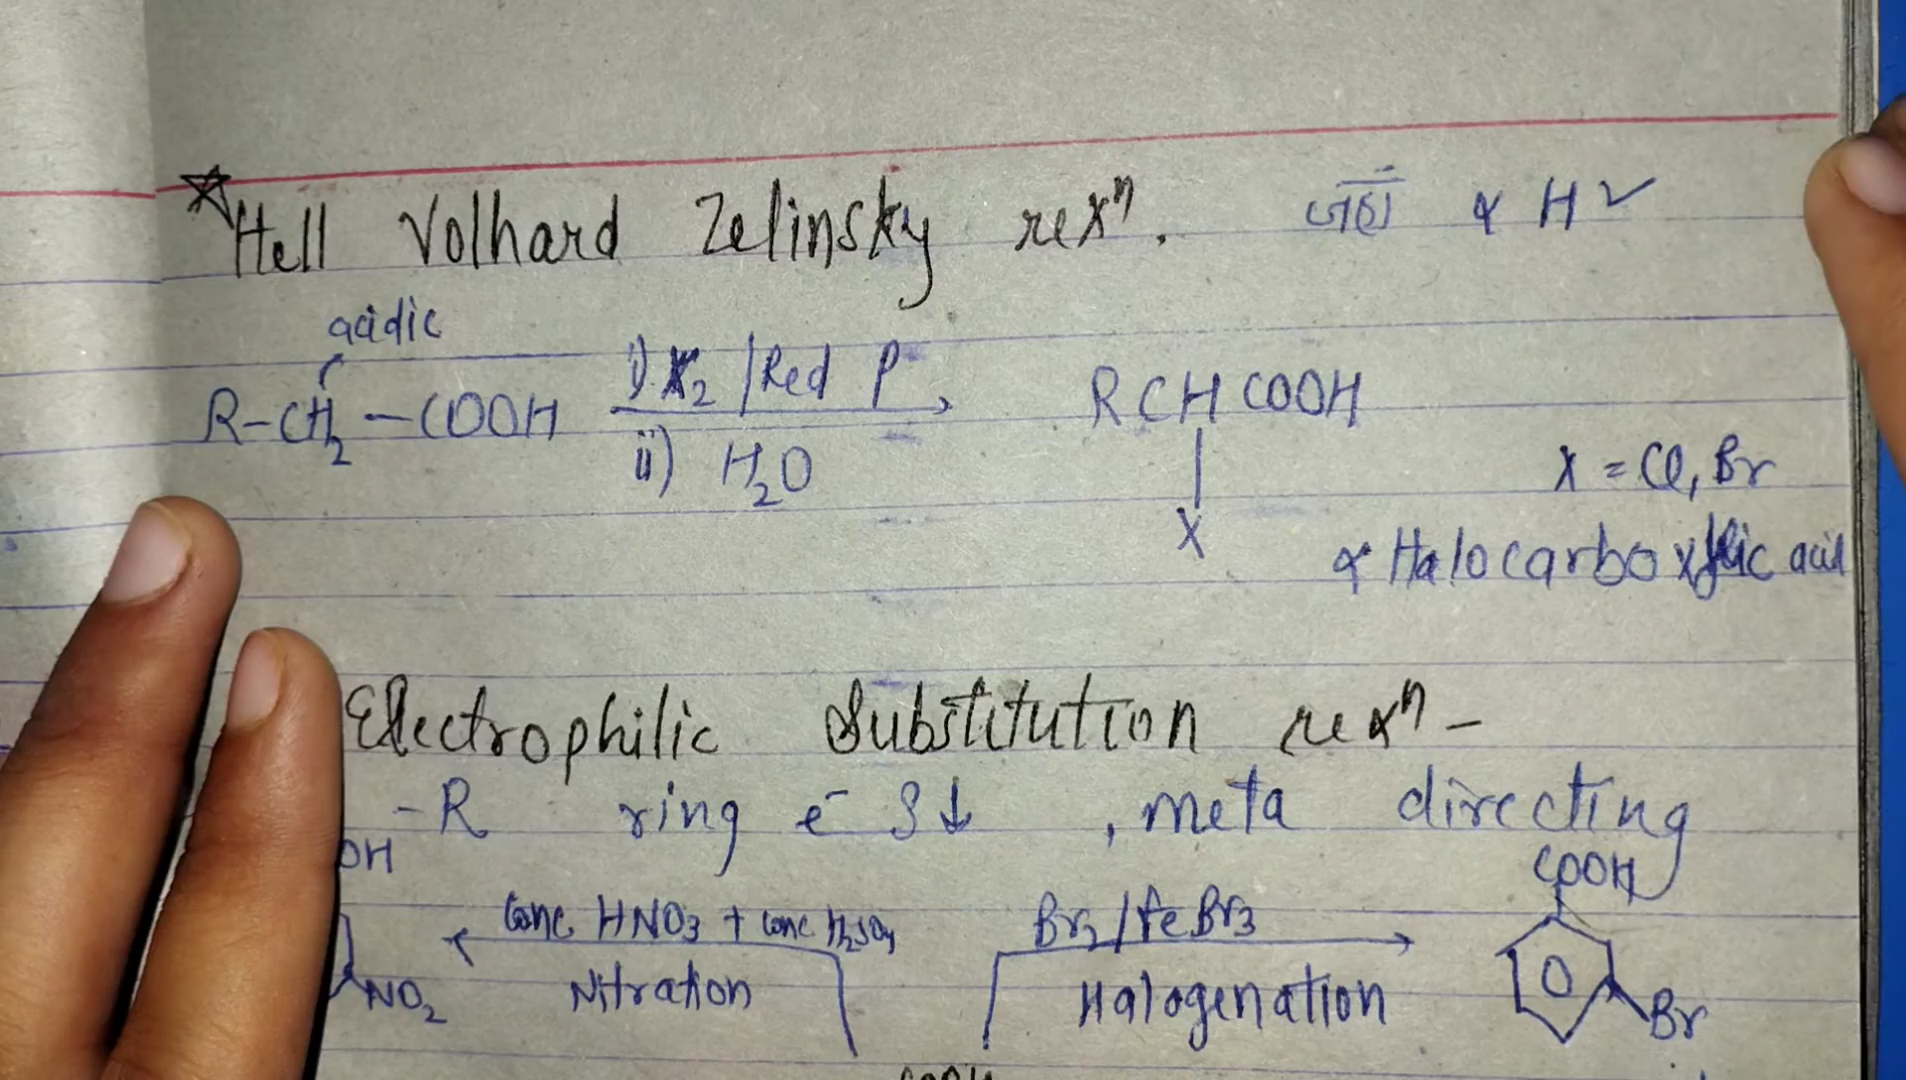 Hell Volhard Zelinsky rexⁿ. जहाँ α H ✓
acidic
R-CH₂-COOH i) X₂ /Red P RCHCOOH
ii) H₂O
X
X = Cl, Br
α Halocarboxylic acid
Electrophilic Substitution rexⁿ -
-R ring e⁻ ↓ , meta directing
OH COOH
Conc. HNO₃ + conc H₂SO₄ Br₂/FeBr₃
NO₂ Nitration Halogenation Br